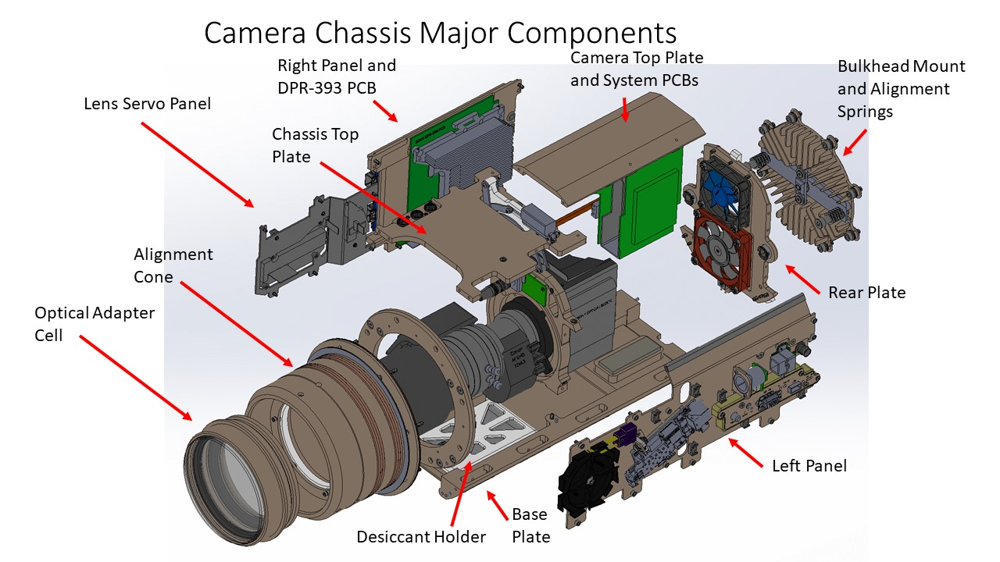 Camera Chassis Major Components
Right Panel and
DPR-393 PCB
Camera Top Plate
and System PCBs
Bulkhead Mount
and Alignment
Springs
Lens Servo Panel
Chassis Top
Plate
Alignment
Cone
Rear Plate
Optical Adapter
Cell
Left Panel
Base
Plate
Desiccant Holder